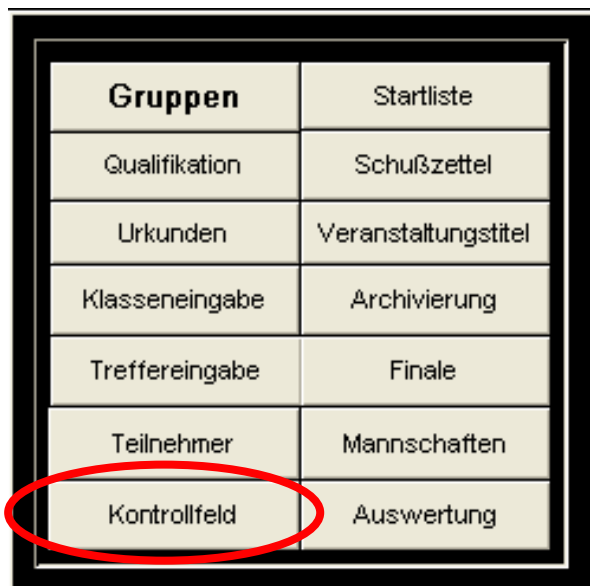 Gruppen Startliste
Qualifikation Schußzettel
Urkunden Veranstaltungstitel
Klasseneingabe Archivierung
Treffereingabe Finale
Teilnehmer Mannschaften
Kontrollfeld Auswertung